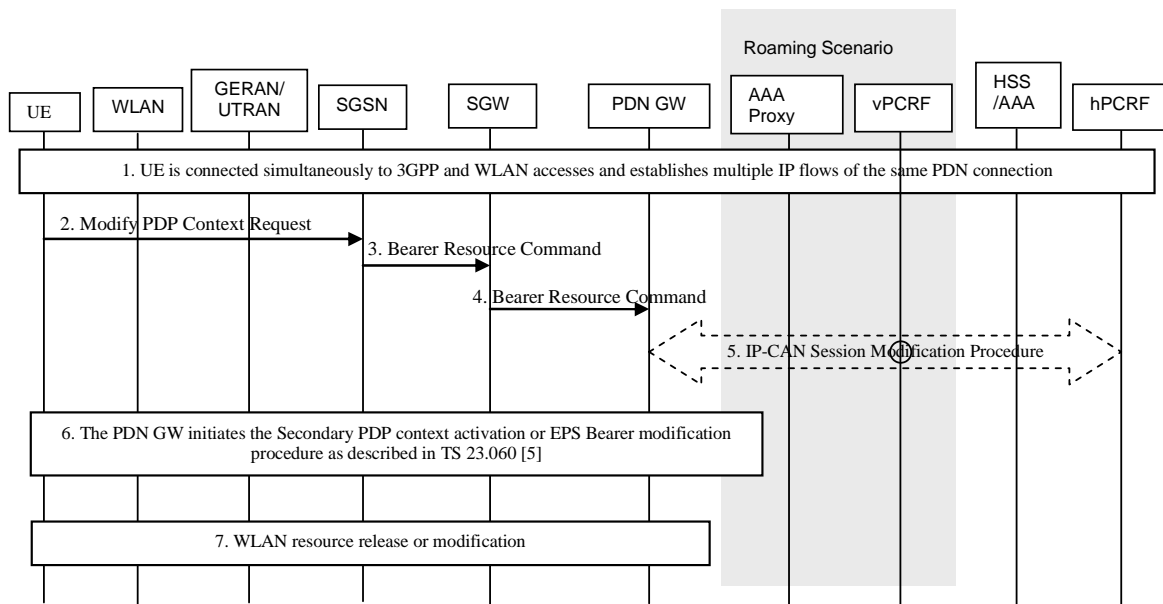 Roaming Scenario
UE
WLAN
GERAN/
UTRAN
SGSN
SGW
PDN GW
AAA
Proxy
vPCRF
HSS
/AAA
hPCRF
1. UE is connected simultaneously to 3GPP and WLAN accesses and establishes multiple IP flows of the same PDN connection
2. Modify PDP Context Request
3. Bearer Resource Command
4. Bearer Resource Command
5. IP-CAN Session Modification Procedure
6. The PDN GW initiates the Secondary PDP context activation or EPS Bearer modification
procedure as described in TS 23.060 [5]
7. WLAN resource release or modification